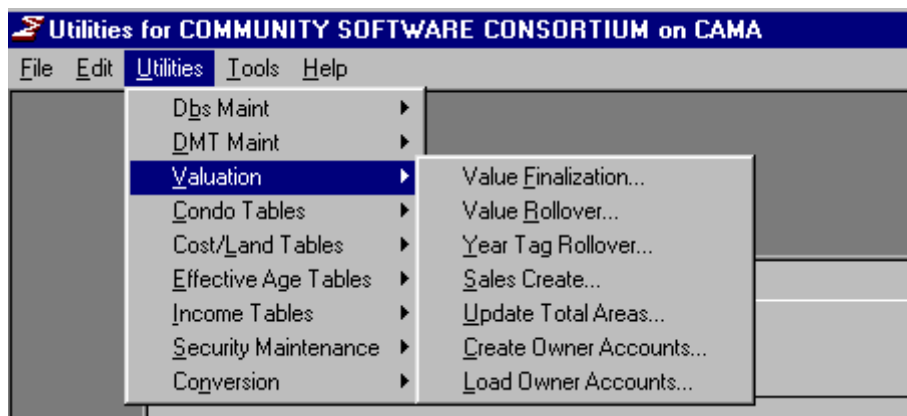 Utilities for COMMUNITY SOFTWARE CONSORTIUM on CAMA
File Edit Utilities Tools Help
Dbs Maint
DMT Maint
Valuation
Condo Tables
Cost/Land Tables
Effective Age Tables
Income Tables
Security Maintenance
Conversion
Value Finalization...
Value Rollover...
Year Tag Rollover...
Sales Create...
Update Total Areas...
Create Owner Accounts...
Load Owner Accounts...